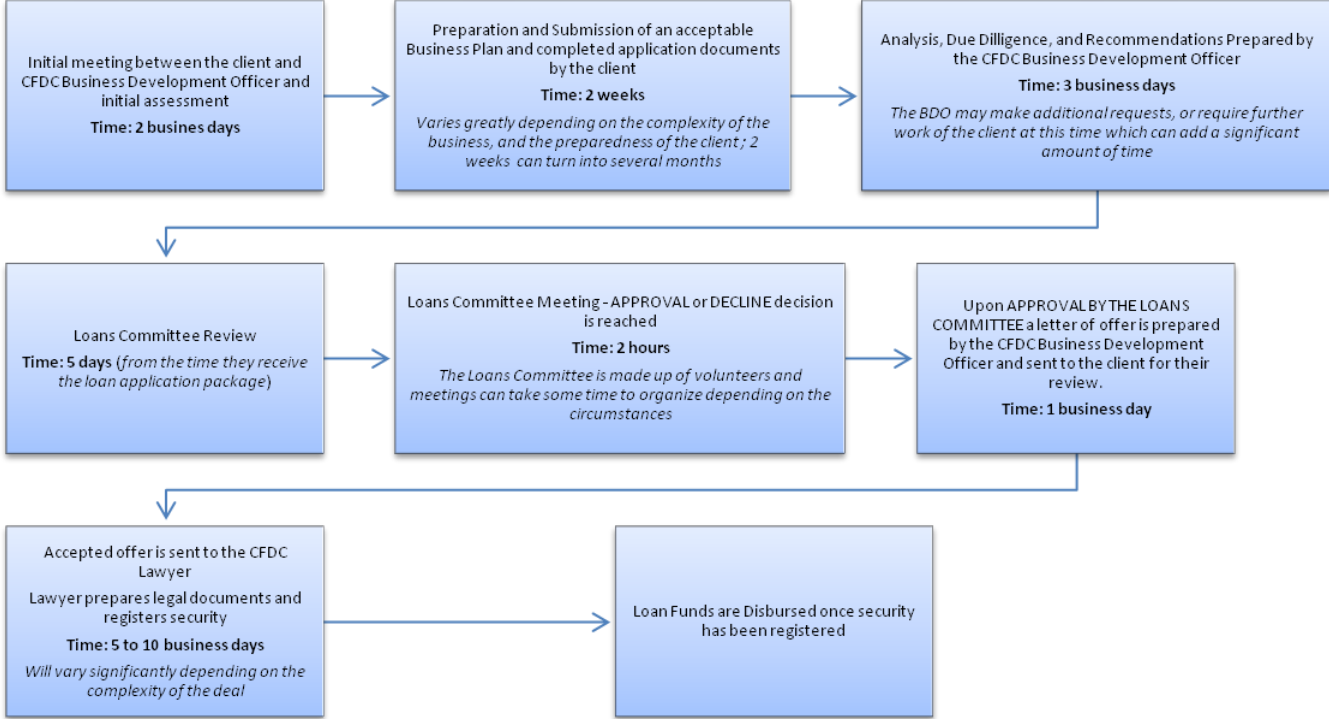 Initial meeting between the client and
CFDC Business Development Officer and
initial assessment
Time: 2 busines days
Preparation and Submission of an acceptable
Business Plan and completed application documents
by the client
Time: 2 weeks
Varies greatly depending on the complexity of the
business, and the preparedness of the client ; 2
weeks can turn into several months
Analysis, Due Dilligence, and Recommendations Prepared by
the CFDC Business Development Officer
Time: 3 business days
The BDO may make additional requests, or require further
work of the client at this time which can add a significant
amount of time
Loans Committee Review
Time: 5 days (from the time they receive
the loan application package)
Loans Committee Meeting - APPROVAL or DECLINE decision
is reached
Time: 2 hours
The Loans Committee is made up of volunteers and
meetings can take some time to organize depending on the
circumstances
Upon APPROVAL BY THE LOANS
COMMITTEE a letter of offer is prepared
by the CFDC Business Development
Officer and sent to the client for their
review.
Time: 1 business day
Accepted offer is sent to the CFDC
Lawyer
Lawyer prepares legal documents and
registers security
Time: 5 to 10 business days
Will vary significantly depending on the
complexity of the deal
Loan Funds are Disbursed once security
has been registered